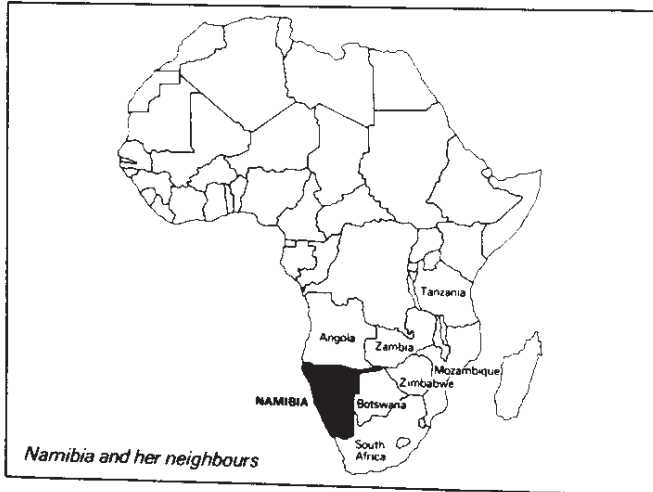 Tanzania
Angola
Zambia
Mozambique
Zimbabwe
NAMIBIA
Botswana
South
Africa
Namibia and her neighbours